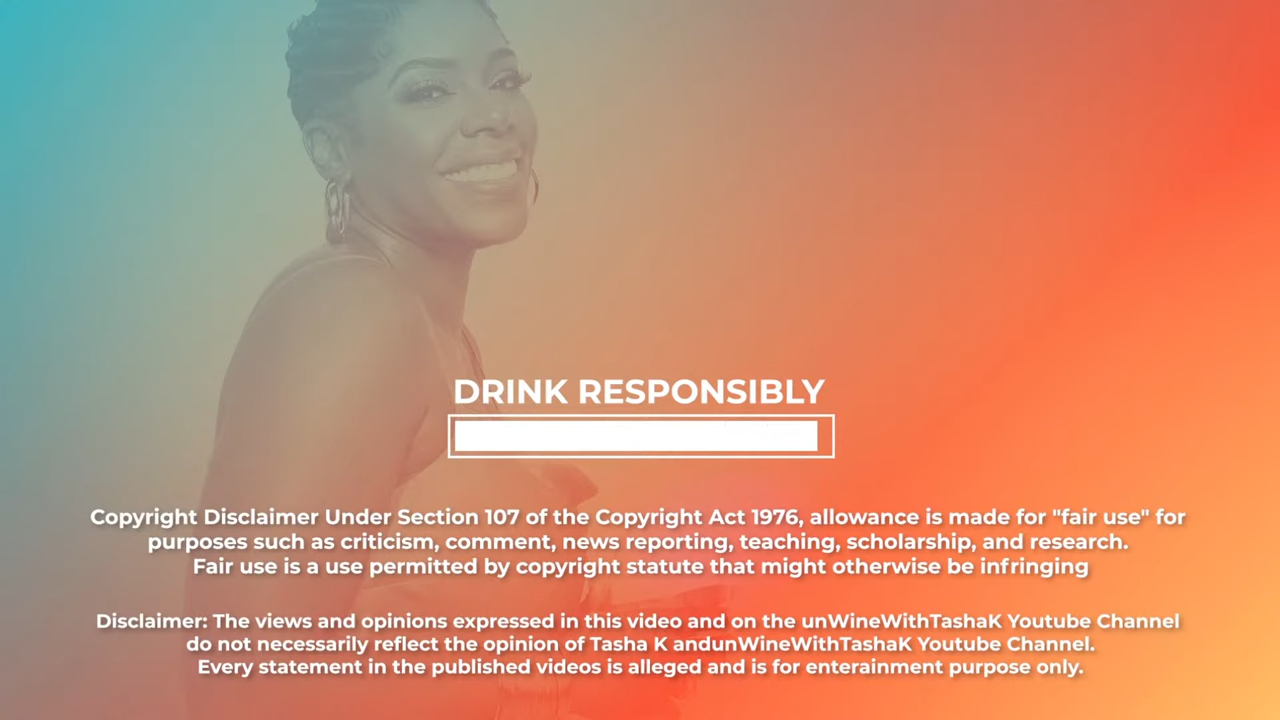 DRINK RESPONSIBLY
Copyright Disclaimer Under Section 107 of the Copyright Act 1976, allowance is made for "fair use" for
purposes such as criticism, comment, news reporting, teaching, scholarship, and research.
Fair use is a use permitted by copyright statute that might otherwise be infringing
Disclaimer: The views and opinions expressed in this video and on the unWineWithTashaK Youtube Channel
do not necessarily reflect the opinion of Tasha K andunWineWithTashaK Youtube Channel.
Every statement in the published videos is alleged and is for enterainment purpose only.